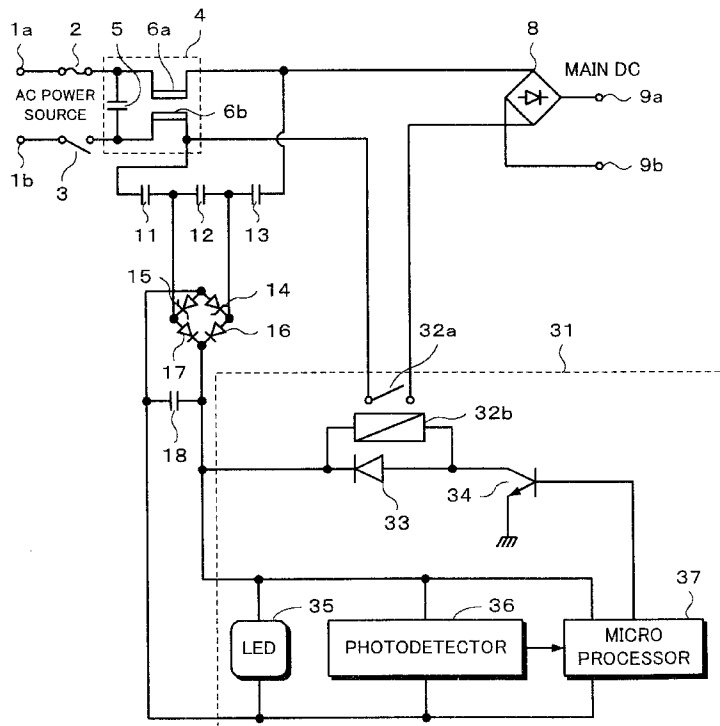 1a
2
5
6a
4
8
MAIN DC
AC POWER
SOURCE
6b
9a
1b
3
9b
11
12
13
15
14
16
17
32a
31
32b
18
33
34
35
36
37
LED
PHOTODETECTOR
MICRO
PROCESSOR